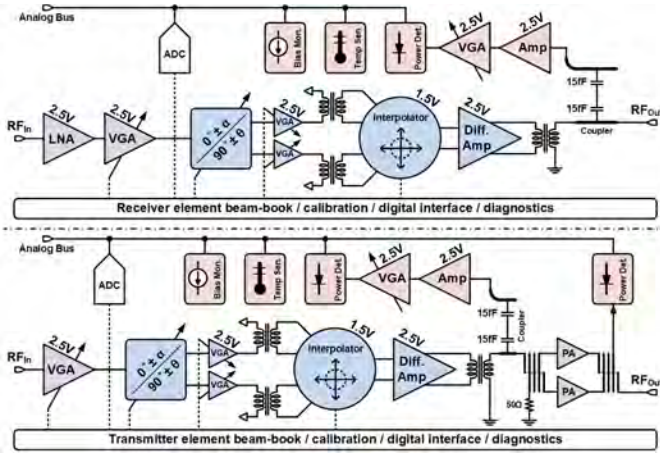 Analog Bus
ADC
Bias Mon.
Temp Sen.
Power Det.
2.5V
VGA
2.5V
Amp
15fF
15fF
Coupler
RFOut
RFIn
2.5V
LNA
2.5V
VGA
0°±α
90°±θ
2.5V
VGA
VGA
Interpolator
1.5V
2.5V
Diff.
Amp
Receiver element beam-book / calibration / digital interface / diagnostics
Analog Bus
ADC
Bias Mon.
Temp Sen.
Power Det.
2.5V
VGA
2.5V
Amp
15fF
15fF
Coupler
Power Det.
RFIn
2.5V
VGA
0°±α
90°±θ
2.5V
VGA
VGA
Interpolator
1.5V
2.5V
Diff.
Amp
50Ω
PA
PA
RFOut
Transmitter element beam-book / calibration / digital interface / diagnostics